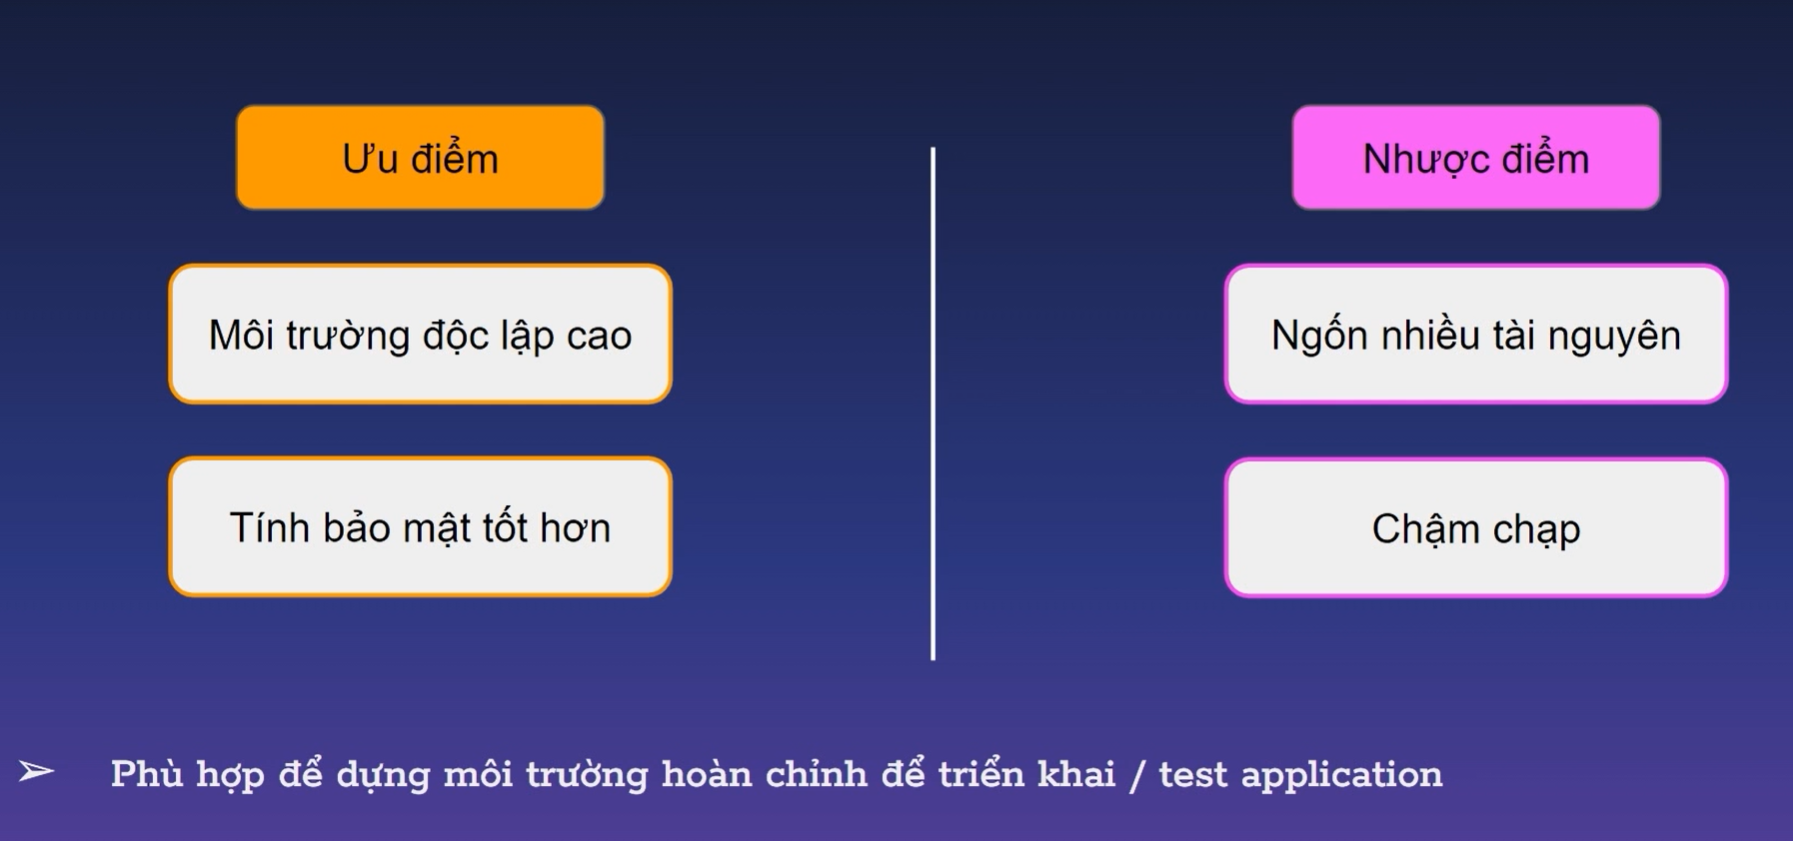 Ưu điểm
Nhược điểm
Môi trường độc lập cao
Ngốn nhiều tài nguyên
Tính bảo mật tốt hơn
Chậm chạp
➢ Phù hợp để dựng môi trường hoàn chỉnh để triển khai / test application